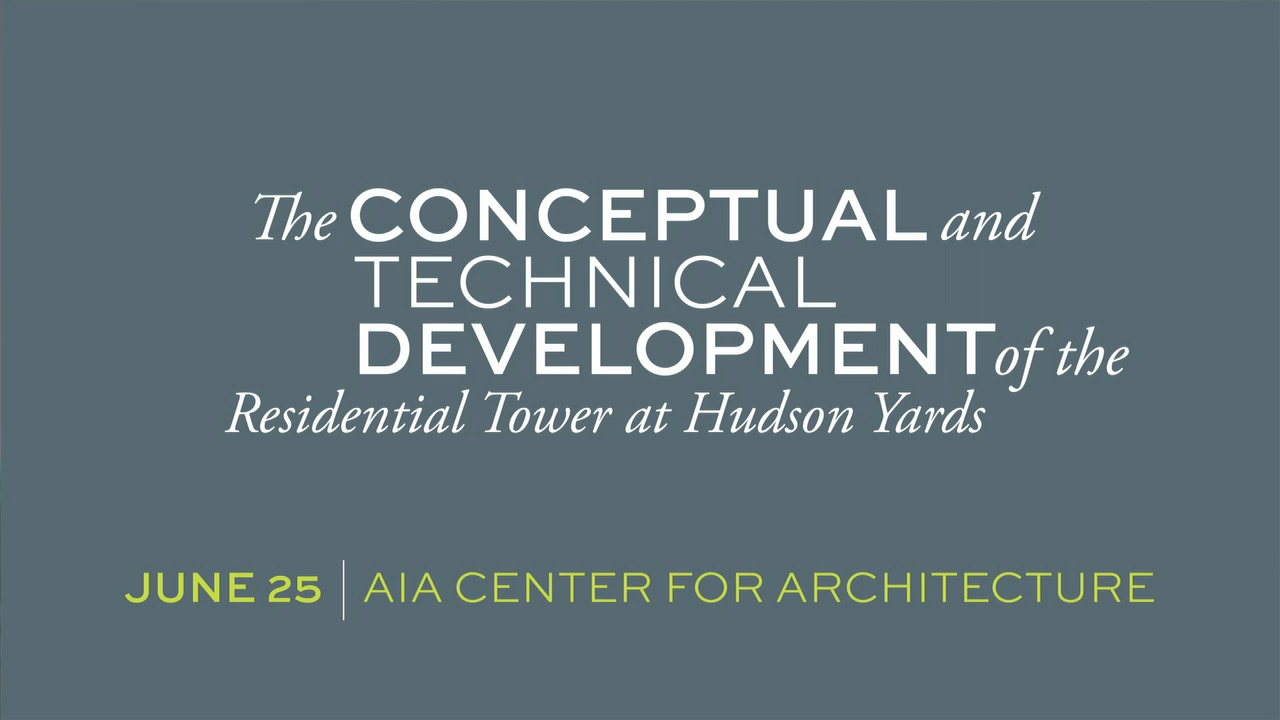 The CONCEPTUAL and
TECHNICAL
DEVELOPMENT of the
Residential Tower at Hudson Yards
JUNE 25 | AIA CENTER FOR ARCHITECTURE